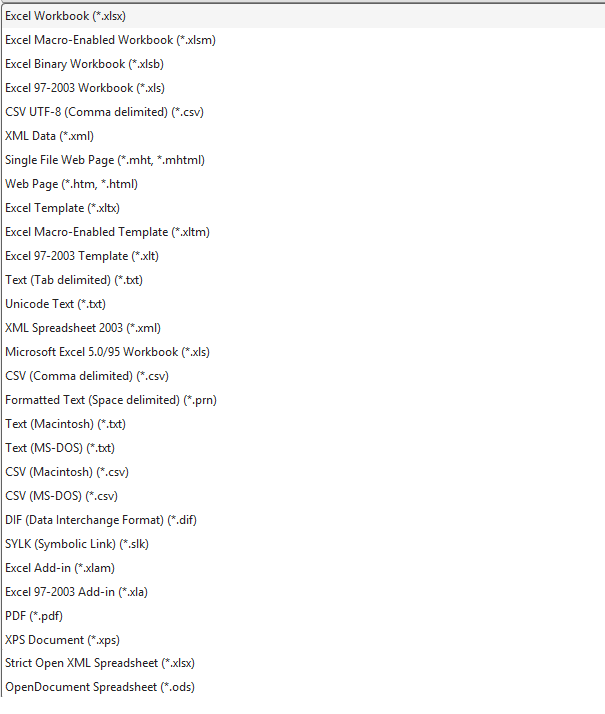 Excel Workbook (*.xlsx)
Excel Macro-Enabled Workbook (*.xlsm)
Excel Binary Workbook (*.xlsb)
Excel 97-2003 Workbook (*.xls)
CSV UTF-8 (Comma delimited) (*.csv)
XML Data (*.xml)
Single File Web Page (*.mht, *.mhtml)
Web Page (*.htm, *.html)
Excel Template (*.xltx)
Excel Macro-Enabled Template (*.xltm)
Excel 97-2003 Template (*.xlt)
Text (Tab delimited) (*.txt)
Unicode Text (*.txt)
XML Spreadsheet 2003 (*.xml)
Microsoft Excel 5.0/95 Workbook (*.xls)
CSV (Comma delimited) (*.csv)
Formatted Text (Space delimited) (*.prn)
Text (Macintosh) (*.txt)
Text (MS-DOS) (*.txt)
CSV (Macintosh) (*.csv)
CSV (MS-DOS) (*.csv)
DIF (Data Interchange Format) (*.dif)
SYLK (Symbolic Link) (*.slk)
Excel Add-in (*.xlam)
Excel 97-2003 Add-in (*.xla)
PDF (*.pdf)
XPS Document (*.xps)
Strict Open XML Spreadsheet (*.xlsx)
OpenDocument Spreadsheet (*.ods)